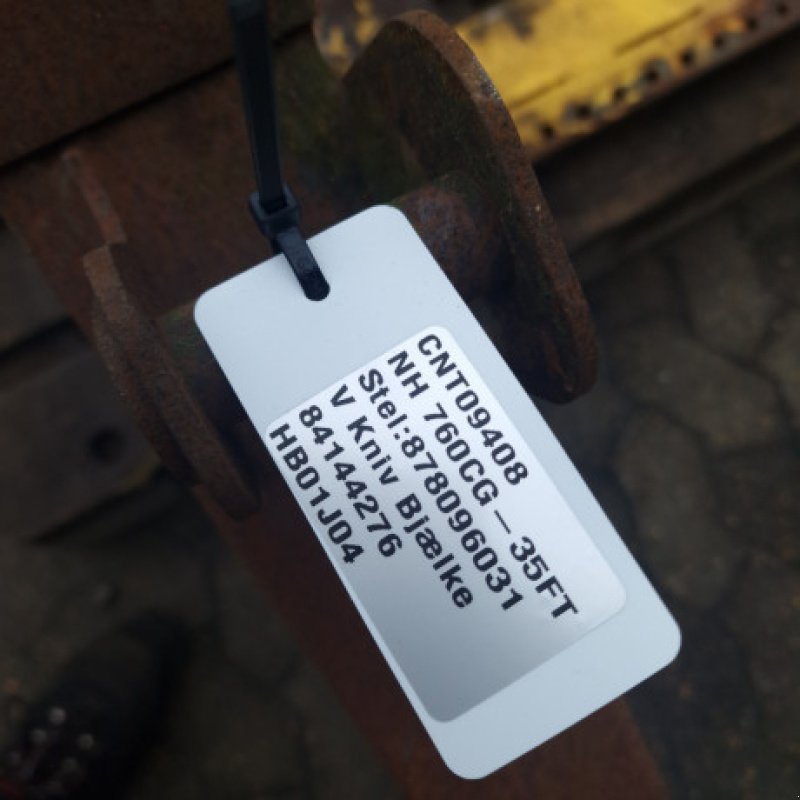 CNT09408
NH 760CG – 35FT
Stel:878096031
V Kniv Bjælke
84144276
HB01J04